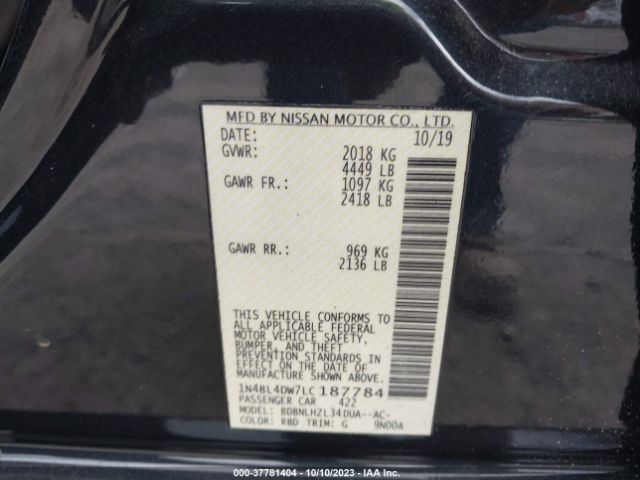 MFD BY NISSAN MOTOR CO., LTD.
DATE: 10/19
GVWR: 2018 KG
4449 LB
GAWR FR.: 1097 KG
2418 LB
GAWR RR.: 969 KG
2136 LB
THIS VEHICLE CONFORMS TO
ALL APPLICABLE FEDERAL
MOTOR VEHICLE SAFETY,
BUMPER, AND THEFT
PREVENTION STANDARDS IN
EFFECT ON THE DATE OF
MANUFACTURE SHOWN ABOVE.
1N4BL4DW7LC187784
PASSENGER CAR 422
MODEL: BDBNLHZL34DUA--AC-
COLOR: RBD TRIM: G 9N00A
000-37781404 - 10/10/2023 - IAA Inc.